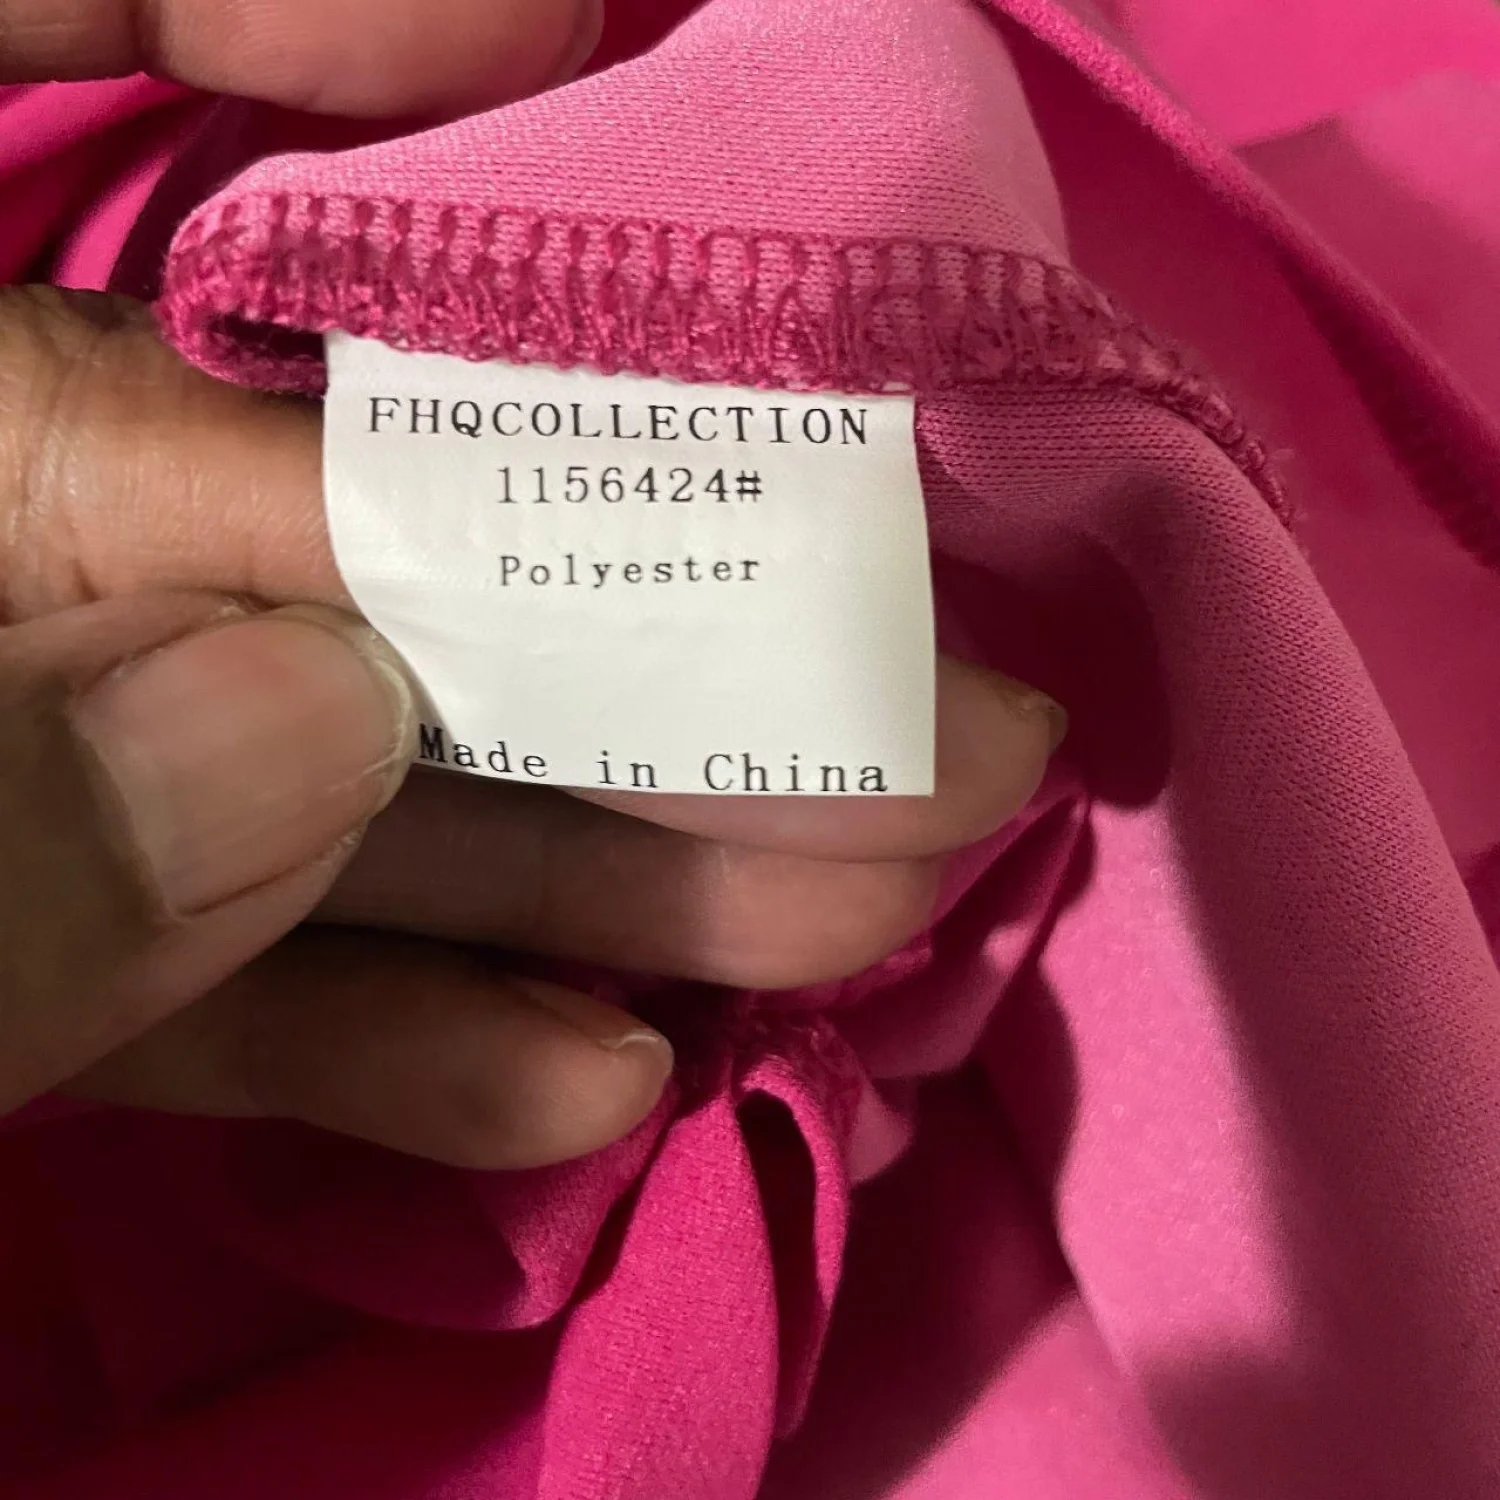 FHQCOLLECTION
1156424#
Polyester
Made in China